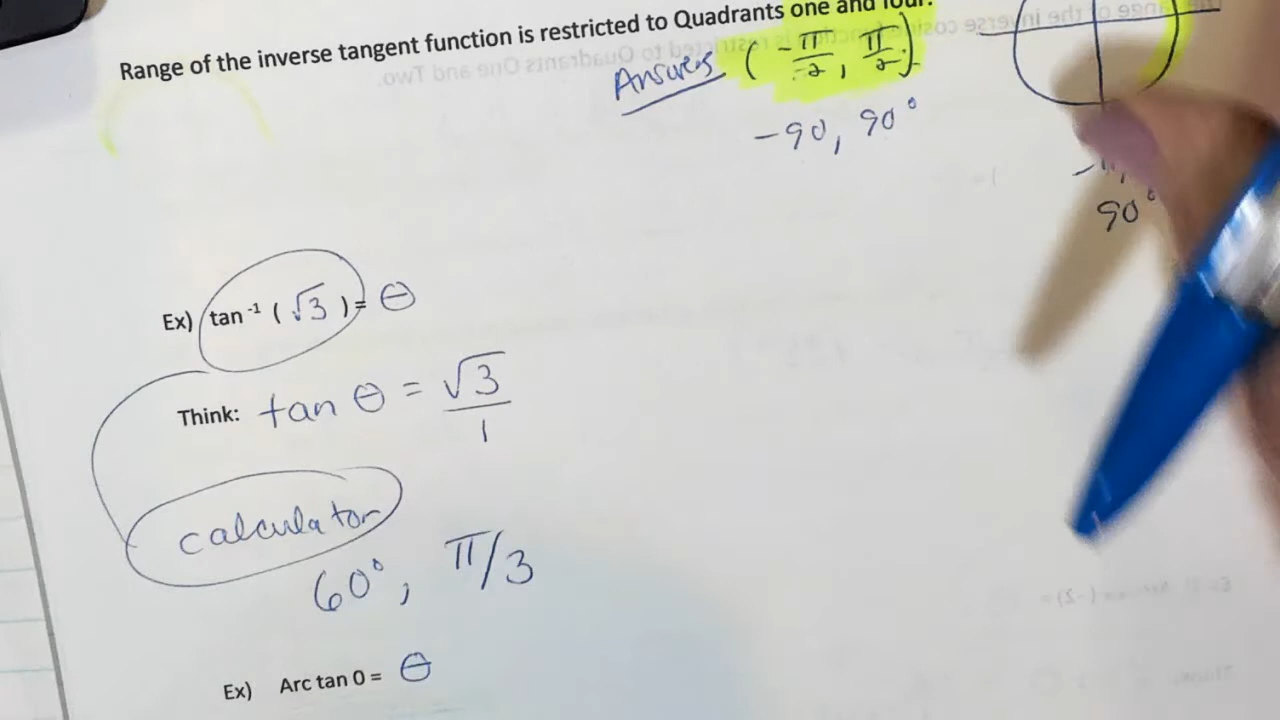 Range of the inverse tangent function is restricted to Quadrants one and four.
Answers (-π/2, π/2)
-90, 90°
90°
Ex) tan⁻¹ (√3) = θ
Think: tan θ = √3/1
calculator
60°, π/3
Ex) Arc tan 0 = θ